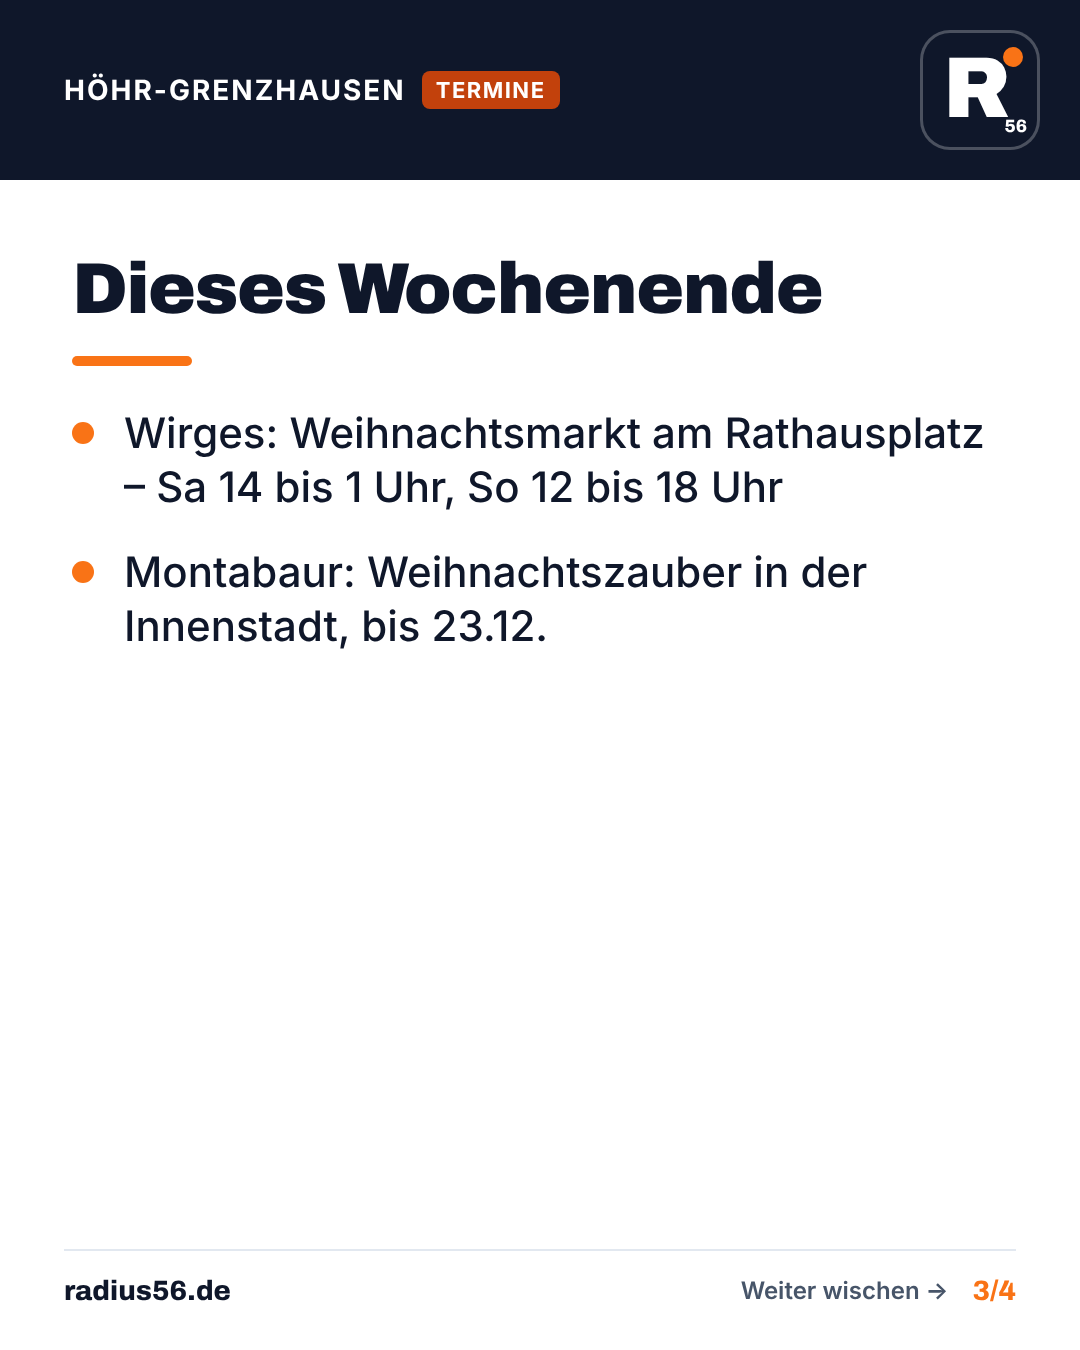 HÖHR-GRENZHAUSEN TERMINE
R
56
Dieses Wochenende
Wirges: Weihnachtsmarkt am Rathausplatz
– Sa 14 bis 1 Uhr, So 12 bis 18 Uhr
Montabaur: Weihnachtszauber in der
Innenstadt, bis 23.12.
radius56.de
Weiter wischen → 3/4